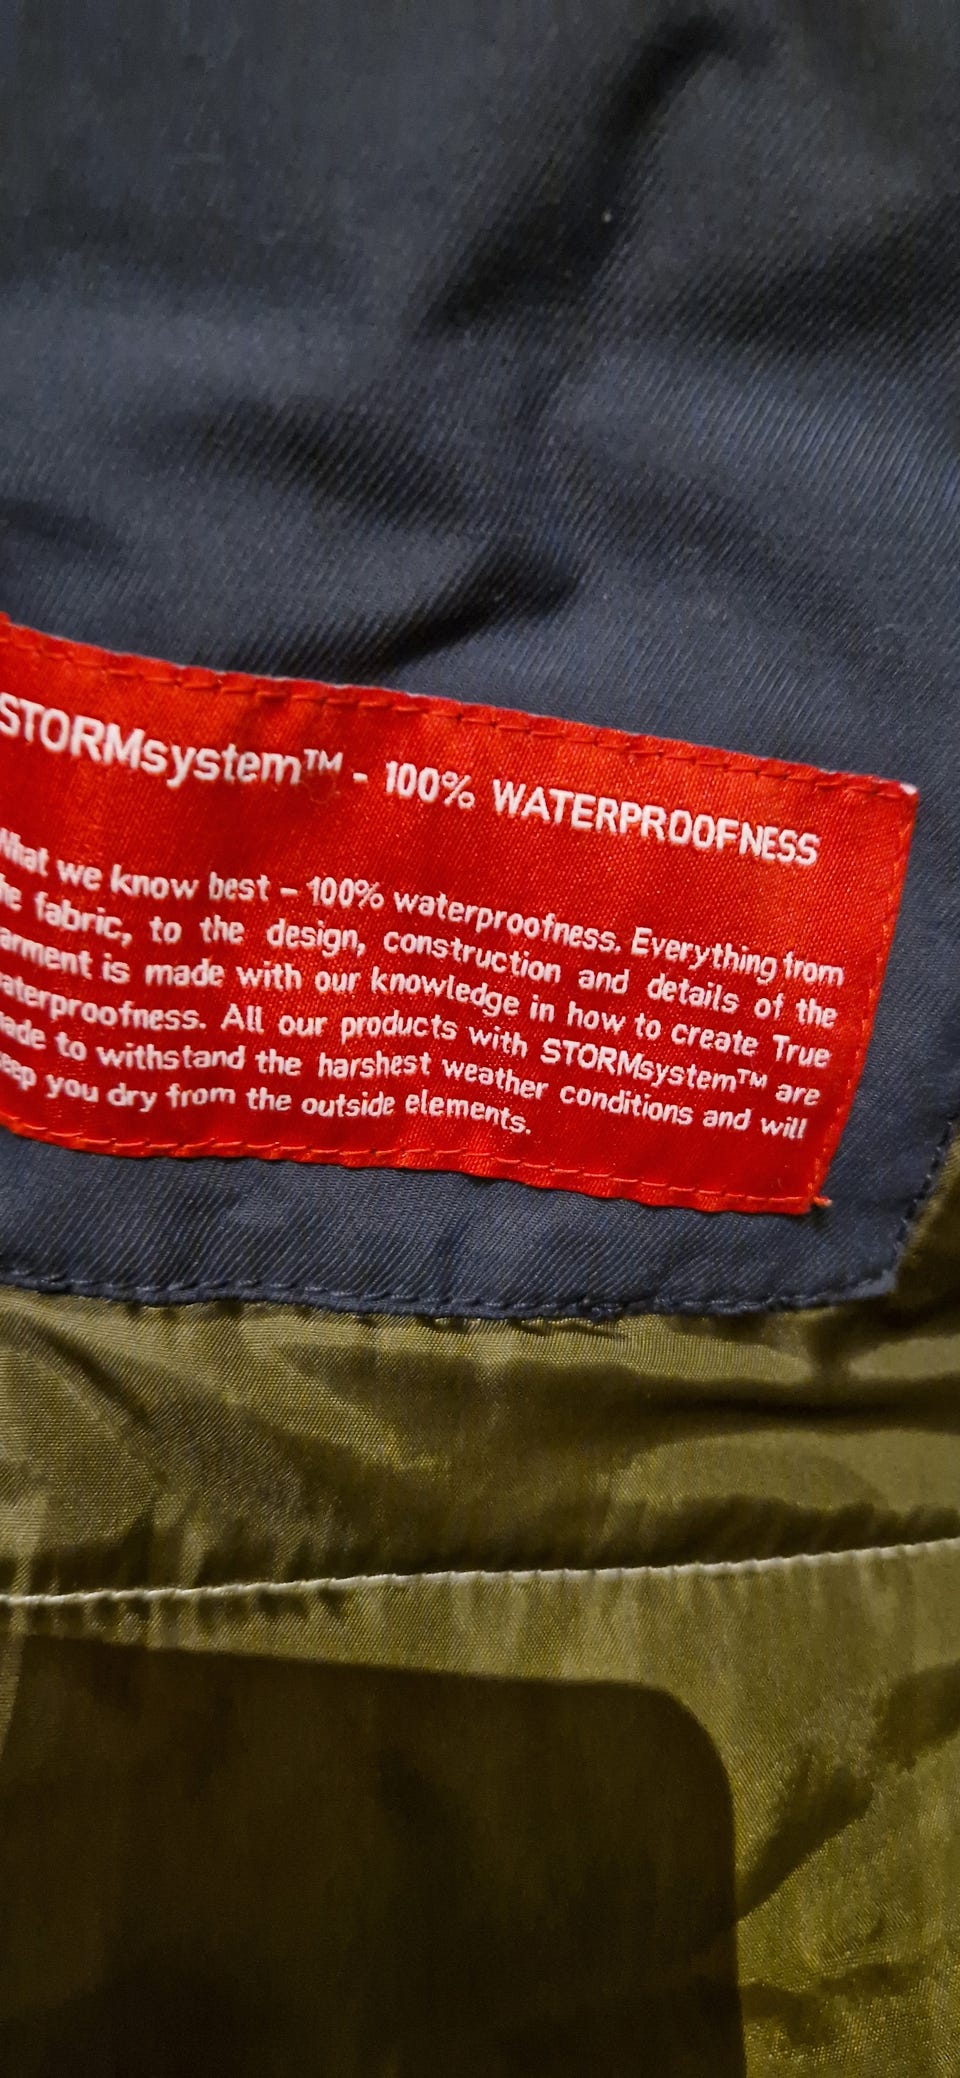 STORMsystem™ - 100% WATERPROOFNESS
What we know best – 100% waterproofness. Everything from
fabric, to the design, construction and details of the
is made with our knowledge in how to create True
waterproofness. All our products with STORMsystem™ are
to withstand the harshest weather conditions and will
you dry from the outside elements.